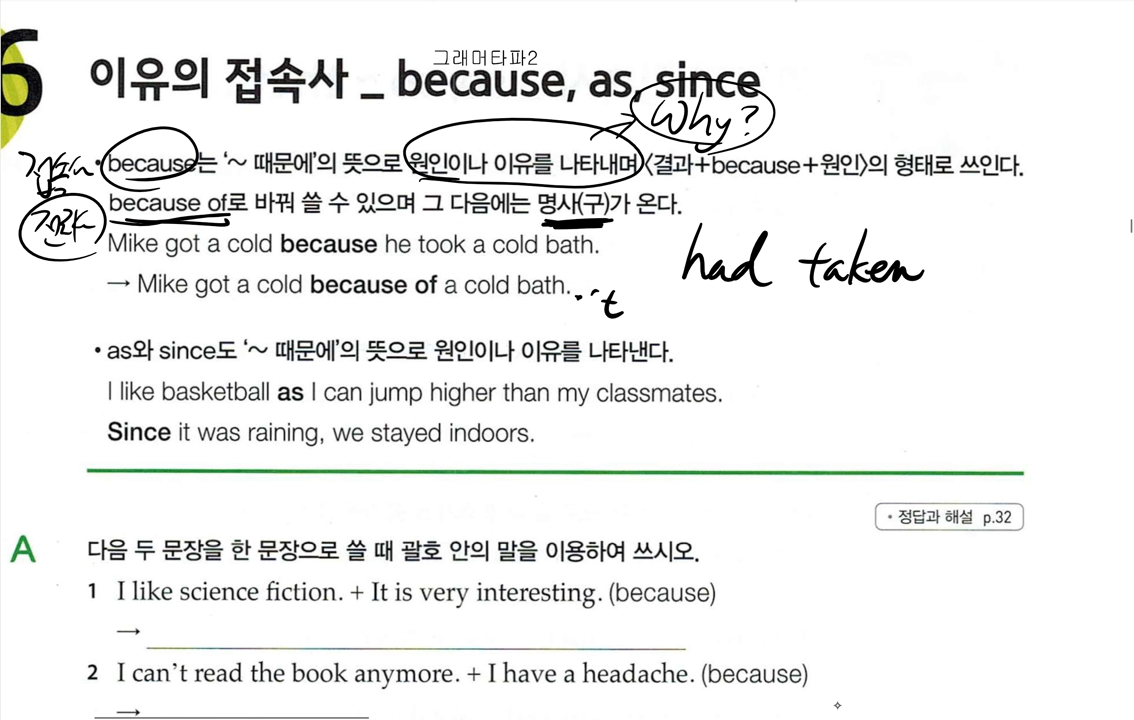 그래머타파2
6 이유의 접속사 _ because, as, since
Why?
• because는 ‘~ 때문에’의 뜻으로 원인이나 이유를 나타내며 〈결과+because+원인〉의 형태로 쓰인다.
because of로 바꿔 쓸 수 있으며 그 다음에는 명사(구)가 온다.
Mike got a cold because he took a cold bath.
had taken
→ Mike got a cold because of a cold bath.
• as와 since도 ‘~ 때문에’의 뜻으로 원인이나 이유를 나타낸다.
I like basketball as I can jump higher than my classmates.
Since it was raining, we stayed indoors.
• 정답과 해설 p.32
A 다음 두 문장을 한 문장으로 쓸 때 괄호 안의 말을 이용하여 쓰시오.
1 I like science fiction. + It is very interesting. (because)
→
2 I can’t read the book anymore. + I have a headache. (because)
→